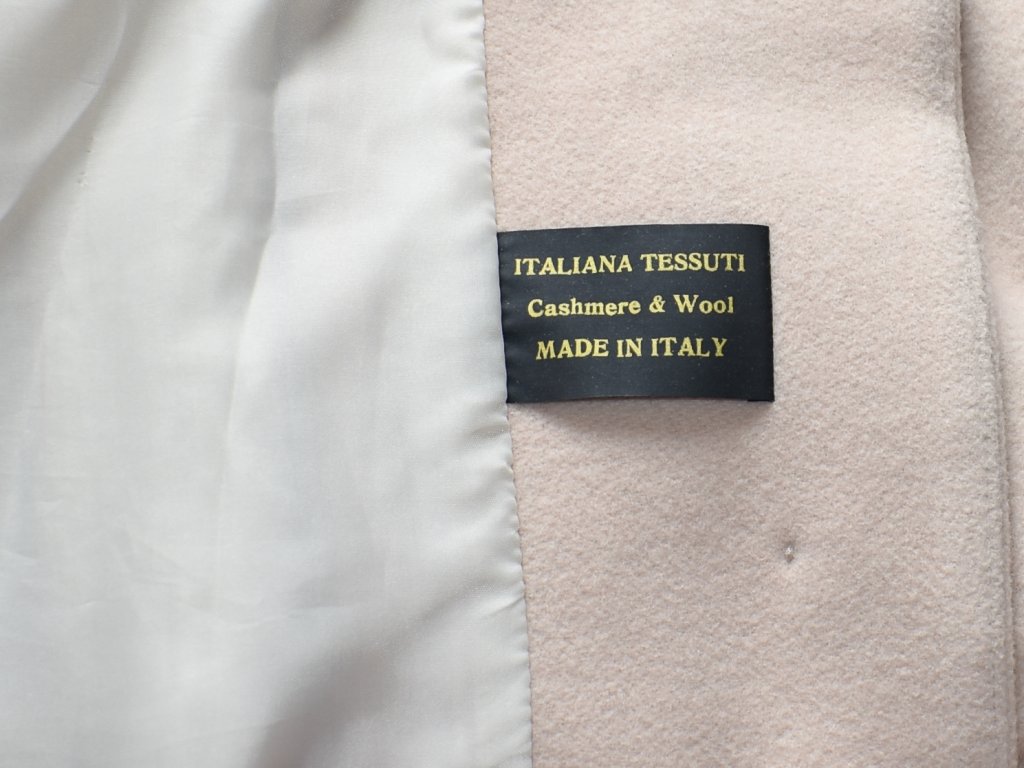 ITALIANA TESSUTI
Cashmere & Wool
MADE IN ITALY